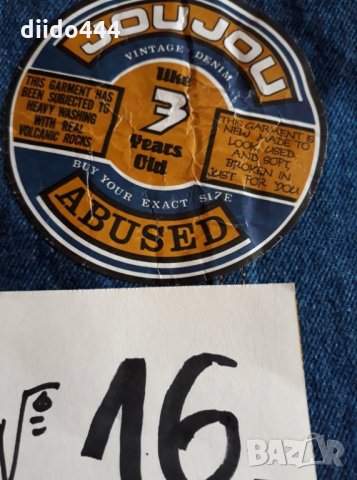 diido444
JOUJOU
VINTAGE DENIM
THIS GARMENT HAS
BEEN SUBJECTED TO
HEAVY WASHING
WITH REAL
VOLCANIC ROCKS
like
3
Years
Old
THIS GARMENT IS
NEW MADE TO
LOOK USED
AND SOFT
BROKEN IN
JUST FOR YOU
BUY YOUR EXACT SIZE
ABUSED
№ 16
BAZAR